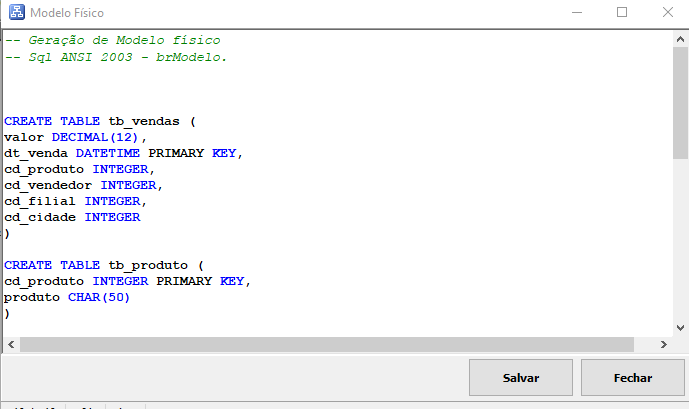 Modelo Físico
-- Geração de Modelo físico
-- Sql ANSI 2003 - brModelo.
CREATE TABLE tb_vendas (
valor DECIMAL(12),
dt_venda DATETIME PRIMARY KEY,
cd_produto INTEGER,
cd_vendedor INTEGER,
cd_filial INTEGER,
cd_cidade INTEGER
)
CREATE TABLE tb_produto (
cd_produto INTEGER PRIMARY KEY,
produto CHAR(50)
)
Salvar Fechar